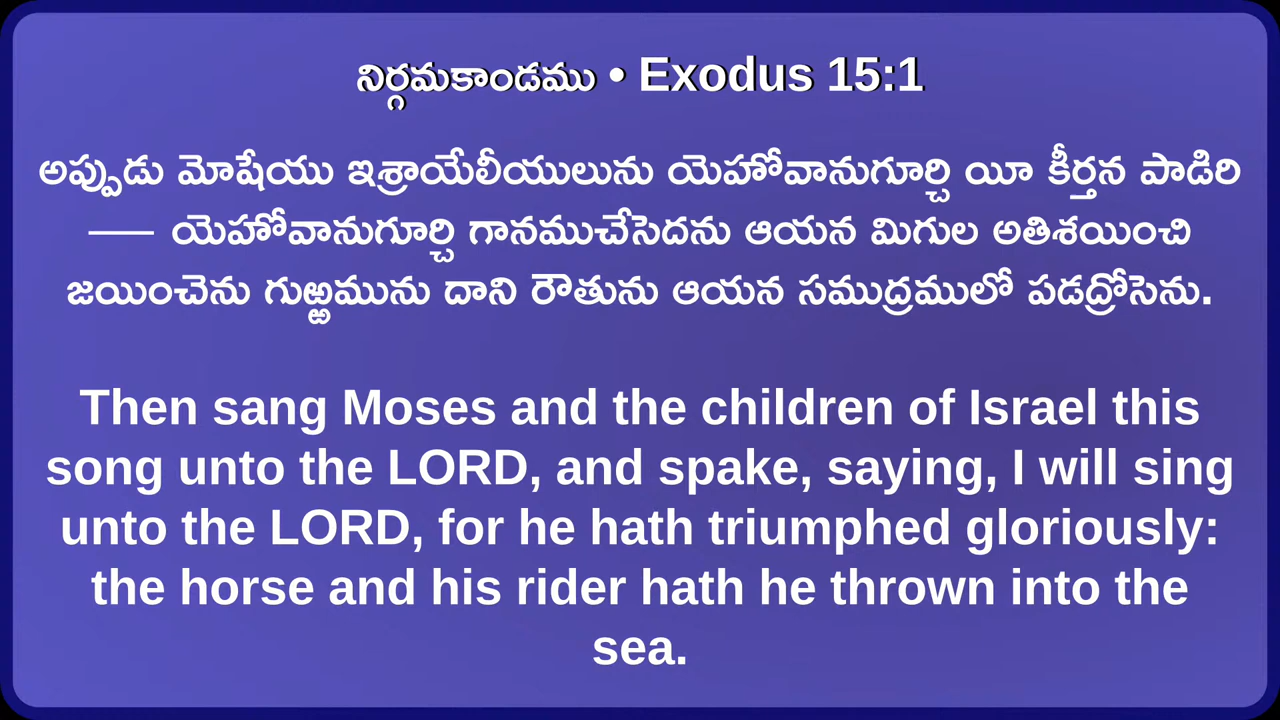 నిర్గమకాండము • Exodus 15:1
అప్పుడు మోషేయు ఇశ్రాయేలీయులును యెహోవానుగూర్చి యీ కీర్తన పాడిరి
–– యెహోవానుగూర్చి గానముచేసెదను ఆయన మిగుల అతిశయించి
జయించెను గుఱ్ఱమును దాని రౌతును ఆయన సముద్రములో పడద్రోసెను.
Then sang Moses and the children of Israel this
song unto the LORD, and spake, saying, I will sing
unto the LORD, for he hath triumphed gloriously:
the horse and his rider hath he thrown into the
sea.